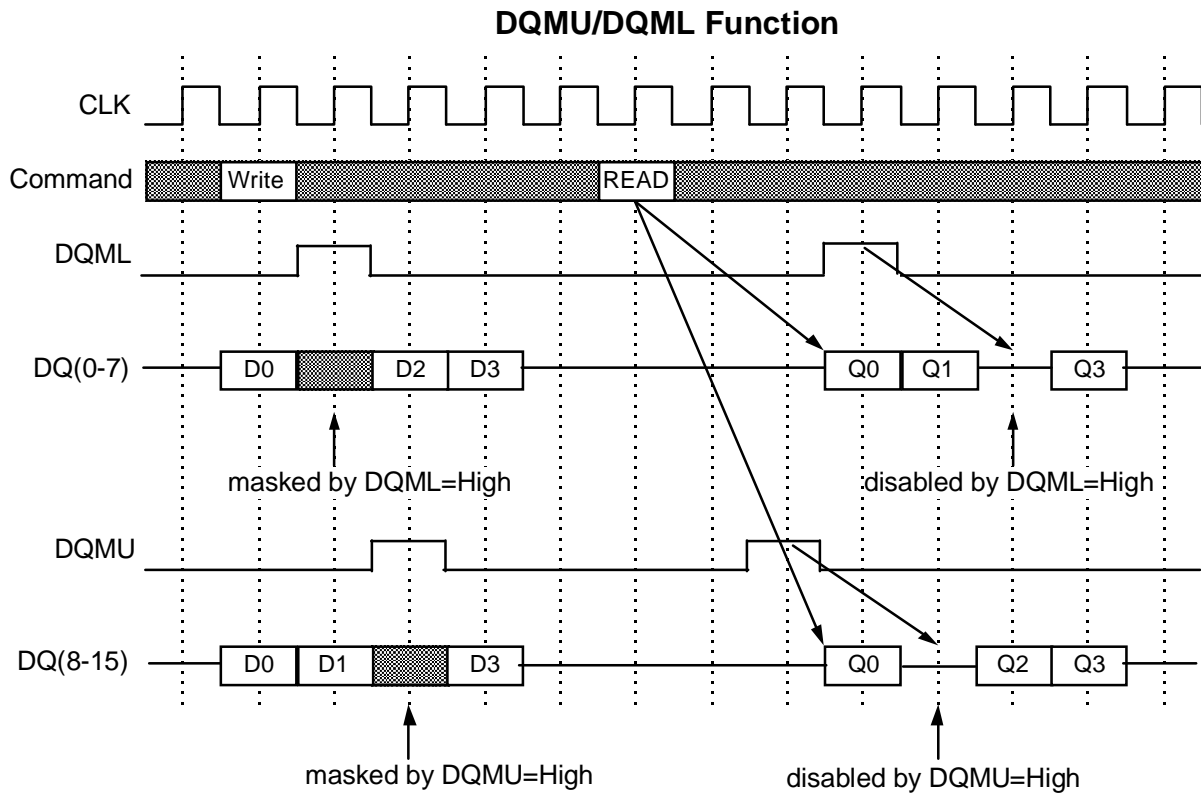 DQMU/DQML Function
CLK
Command
Write
READ
DQML
DQ(0-7)
D0
D2
D3
Q0
Q1
Q3
masked by DQML=High
disabled by DQML=High
DQMU
DQ(8-15)
D0
D1
D3
Q0
Q2
Q3
masked by DQMU=High
disabled by DQMU=High